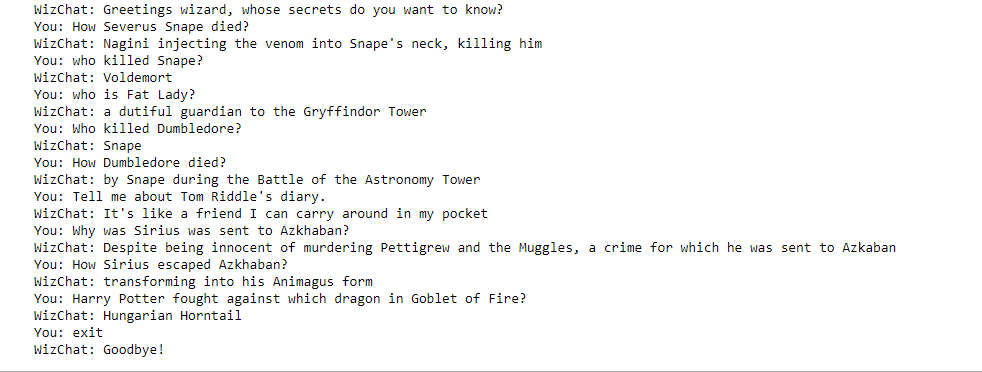 WizChat: Greetings wizard, whose secrets do you want to know?
You: How Severus Snape died?
WizChat: Nagini injecting the venom into Snape's neck, killing him
You: who killed Snape?
WizChat: Voldemort
You: who is Fat Lady?
WizChat: a dutiful guardian to the Gryffindor Tower
You: Who killed Dumbledore?
WizChat: Snape
You: How Dumbledore died?
WizChat: by Snape during the Battle of the Astronomy Tower
You: Tell me about Tom Riddle's diary.
WizChat: It's like a friend I can carry around in my pocket
You: Why was Sirius was sent to Azkhaban?
WizChat: Despite being innocent of murdering Pettigrew and the Muggles, a crime for which he was sent to Azkaban
You: How Sirius escaped Azkhaban?
WizChat: transforming into his Animagus form
You: Harry Potter fought against which dragon in Goblet of Fire?
WizChat: Hungarian Horntail
You: exit
WizChat: Goodbye!